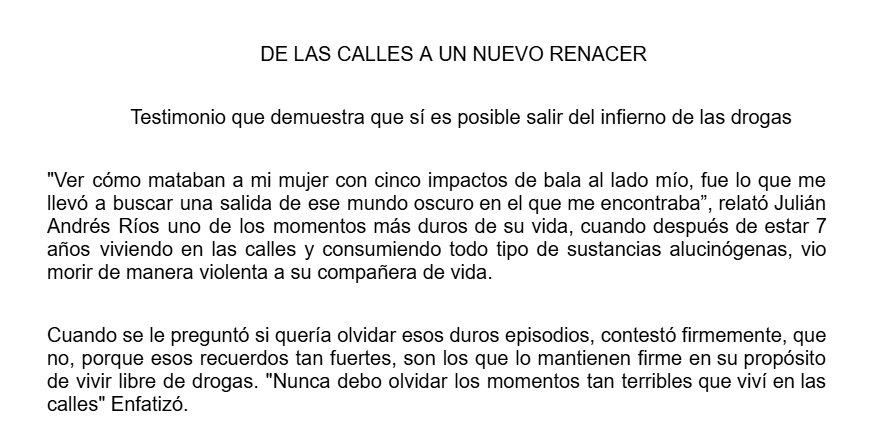 DE LAS CALLES A UN NUEVO RENACER
Testimonio que demuestra que sí es posible salir del infierno de las drogas
"Ver cómo mataban a mi mujer con cinco impactos de bala al lado mío, fue lo que me
llevó a buscar una salida de ese mundo oscuro en el que me encontraba”, relató Julián
Andrés Ríos uno de los momentos más duros de su vida, cuando después de estar 7
años viviendo en las calles y consumiendo todo tipo de sustancias alucinógenas, vio
morir de manera violenta a su compañera de vida.
Cuando se le preguntó si quería olvidar esos duros episodios, contestó firmemente, que
no, porque esos recuerdos tan fuertes, son los que lo mantienen firme en su propósito
de vivir libre de drogas. "Nunca debo olvidar los momentos tan terribles que viví en las
calles" Enfatizó.